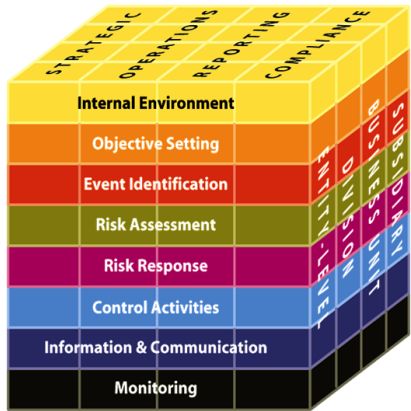 STRATEGIC
OPERATIONS
REPORTING
COMPLIANCE
Internal Environment
Objective Setting
Event Identification
Risk Assessment
Risk Response
Control Activities
Information & Communication
Monitoring
ENTITY-LEVEL
DIVISION
BUSINESS UNIT
SUBSIDIARY